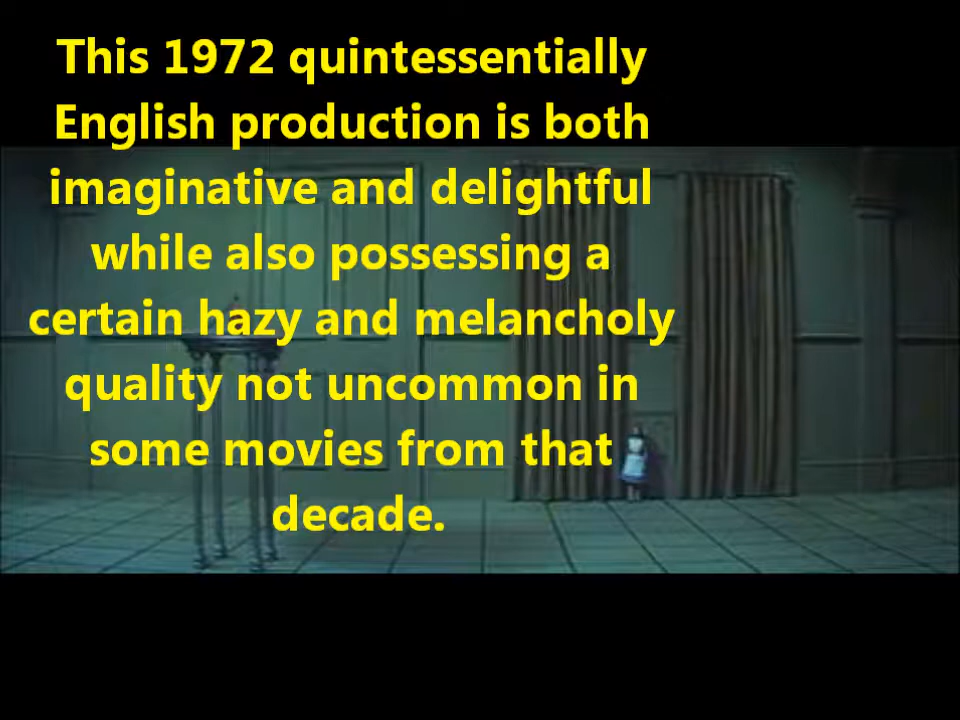 This 1972 quintessentially
English production is both
imaginative and delightful
while also possessing a
certain hazy and melancholy
quality not uncommon in
some movies from that
decade.